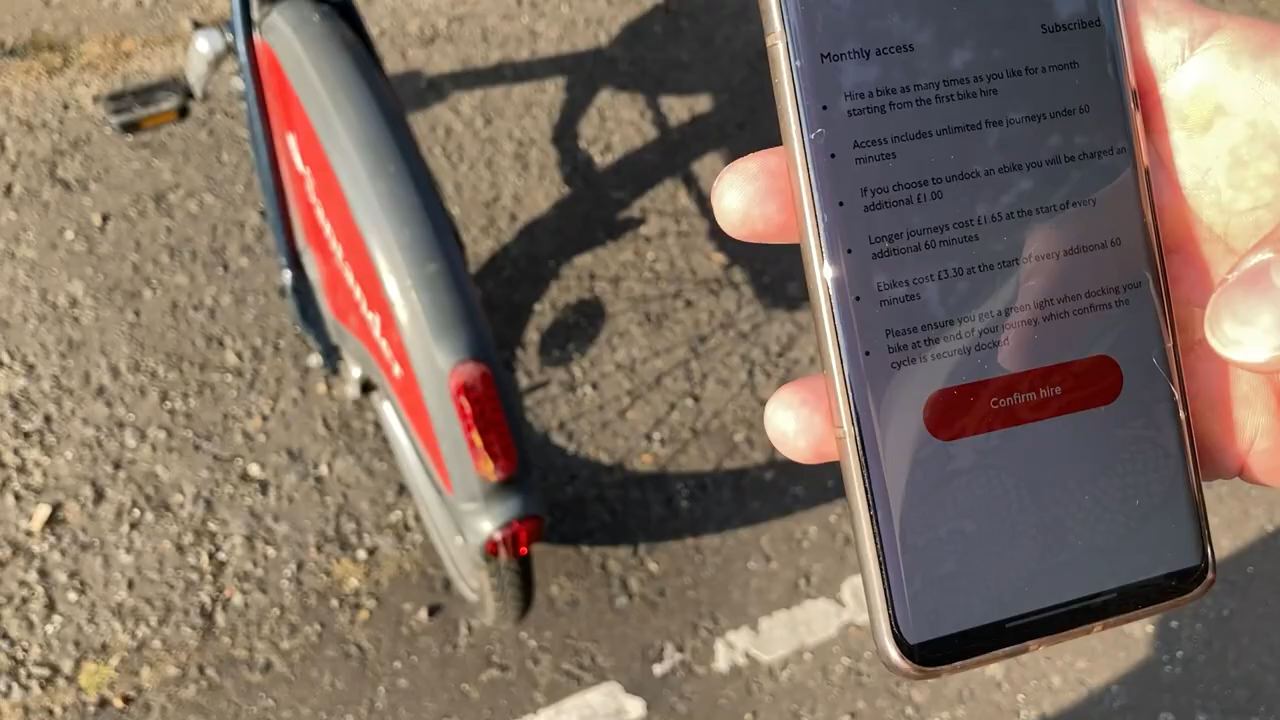 Subscribed
Monthly access
Hire a bike as many times as you like for a month
starting from the first bike hire
Access includes unlimited free journeys under 60
minutes
If you choose to undock an ebike you will be charged an
additional £1.00
Longer journeys cost £1.65 at the start of every
additional 60 minutes
Ebikes cost £3.30 at the start of every additional 60
minutes
Please ensure you get a green light when docking your
bike at the end of your journey, which confirms the
cycle is securely docked
Confirm hire